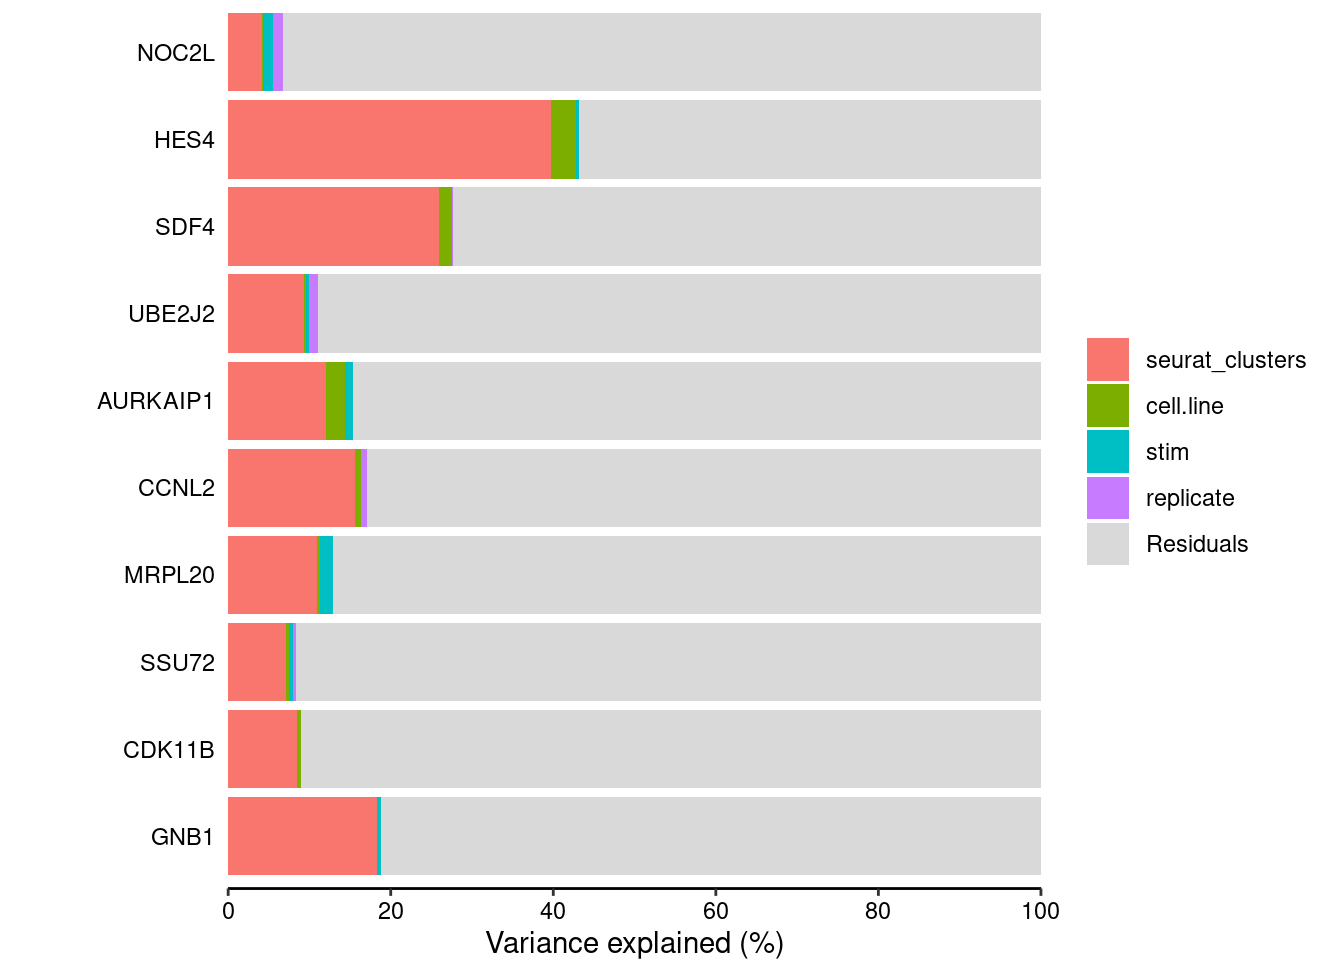 NOC2L
HES4
SDF4
UBE2J2
AURKAIP1
CCNL2
MRPL20
SSU72
CDK11B
GNB1
0 20 40 60 80 100
Variance explained (%)
seurat_clusters
cell.line
stim
replicate
Residuals